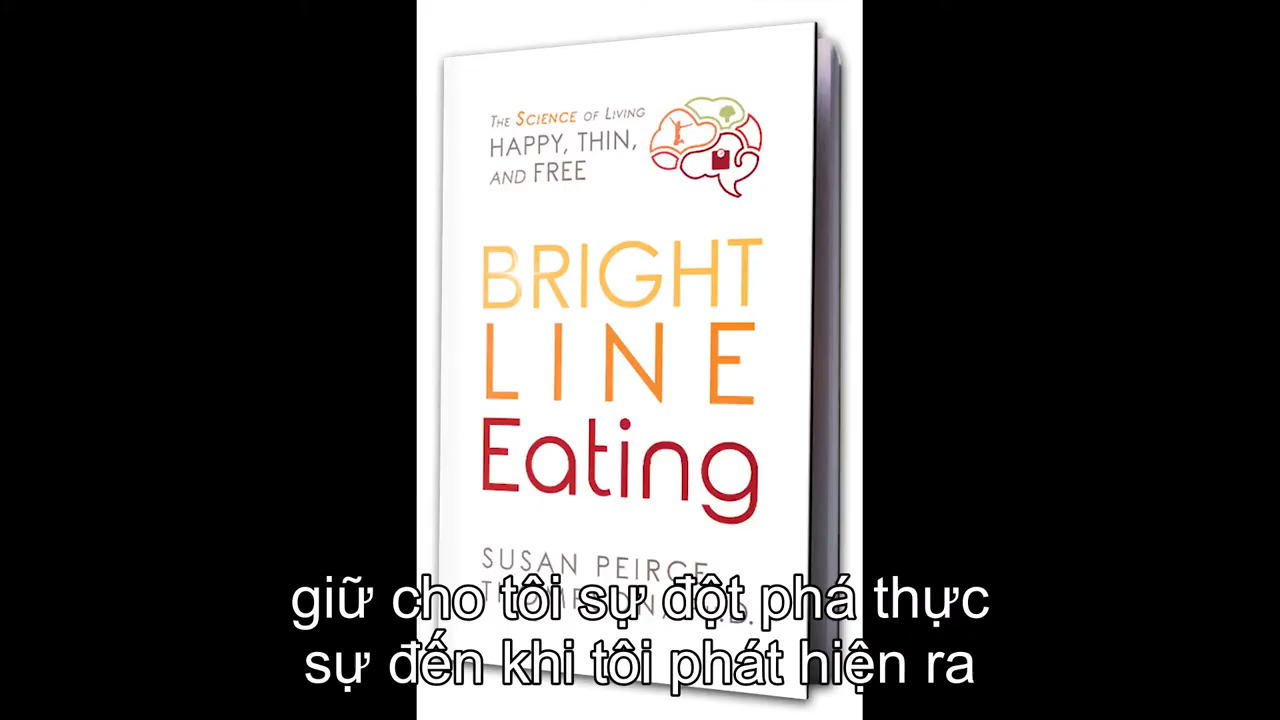 THE SCIENCE OF LIVING
HAPPY, THIN,
AND FREE
BRIGHT
LINE
Eating
SUSAN PEIRCE
giữ cho tôi sự đột phá thực
sự đến khi tôi phát hiện ra